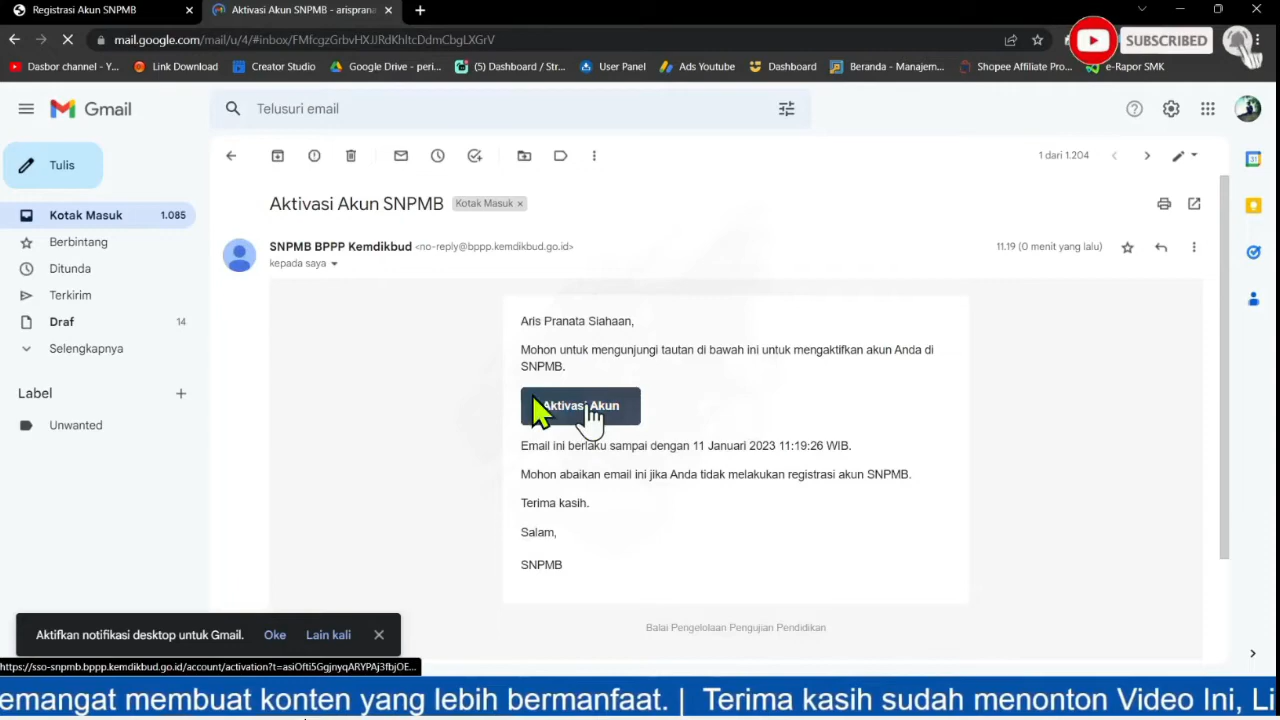 Registrasi Akun SNPMB
Aktivasi Akun SNPMB - arisprana
mail.google.com/mail/u/4/#inbox/FMfcgzGrbvHXJJRdKhltcDdmCbgLXGrV
SUBSCRIBED
Dasbor channel - Y...
Link Download
Creator Studio
Google Drive - peri...
(5) Dashboard / Str...
User Panel
Ads Youtube
Dashboard
Beranda - Manajem...
Shopee Affiliate Pro...
e-Rapor SMK
Gmail
Telusuri email
Tulis
1 dari 1.204
Kotak Masuk 1.085
Berbintang
Ditunda
Terkirim
Draf 14
Selengkapnya
Label
Unwanted
Aktivasi Akun SNPMB Kotak Masuk ×
SNPMB BPPP Kemdikbud <no-reply@bppp.kemdikbud.go.id>
11.19 (0 menit yang lalu)
kepada saya
Aris Pranata Siahaan,
Mohon untuk mengunjungi tautan di bawah ini untuk mengaktifkan akun Anda di
SNPMB.
Aktivasi Akun
Email ini berlaku sampai dengan 11 Januari 2023 11:19:26 WIB.
Mohon abaikan email ini jika Anda tidak melakukan registrasi akun SNPMB.
Terima kasih.
Salam,
SNPMB
Balai Pengelolaan Pengujian Pendidikan
Aktifkan notifikasi desktop untuk Gmail. Oke Lain kali
https://sso-snpmb.bppp.kemdikbud.go.id/account/activation?t=asiOfti5GgjnyqARYPAj3fbjOE...
emangat membuat konten yang lebih bermanfaat. | Terima kasih sudah menonton Video Ini, Li